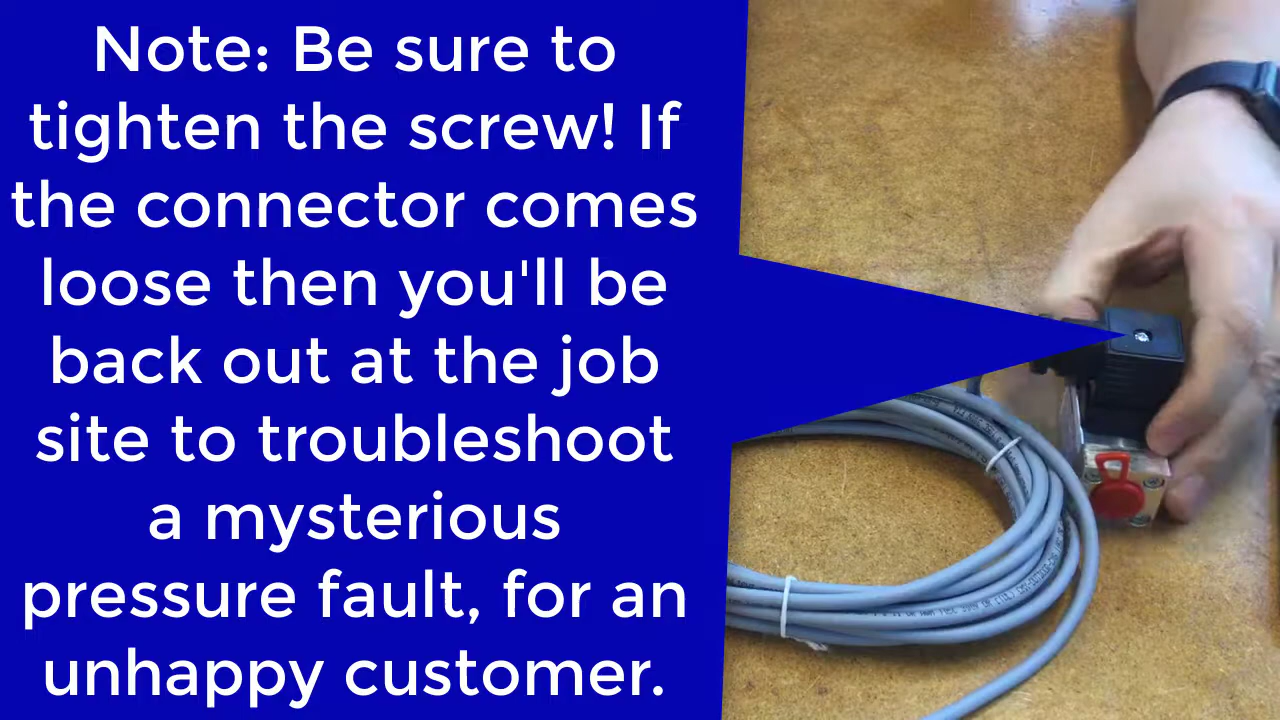 Note: Be sure to
tighten the screw! If
the connector comes
loose then you'll be
back out at the job
site to troubleshoot
a mysterious
pressure fault, for an
unhappy customer.